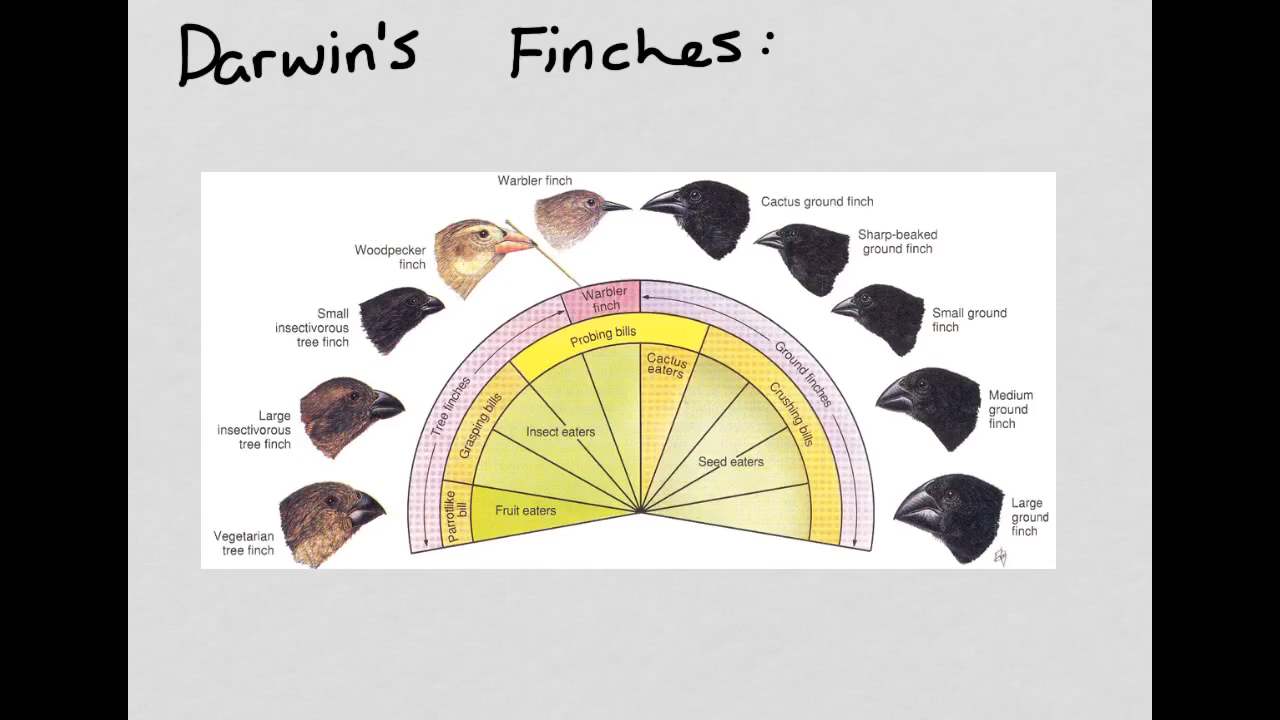 Darwin's Finches:
Warbler finch
Cactus ground finch
Woodpecker
finch
Sharp-beaked
ground finch
Small
insectivorous
tree finch
Small ground
finch
Large
insectivorous
tree finch
Medium
ground
finch
Vegetarian
tree finch
Large
ground
finch
Warbler
finch
Tree finches
Ground finches
Probing bills
Grasping bills
Crushing bills
Parrotlike
bill
Cactus
eaters
Insect eaters
Seed eaters
Fruit eaters